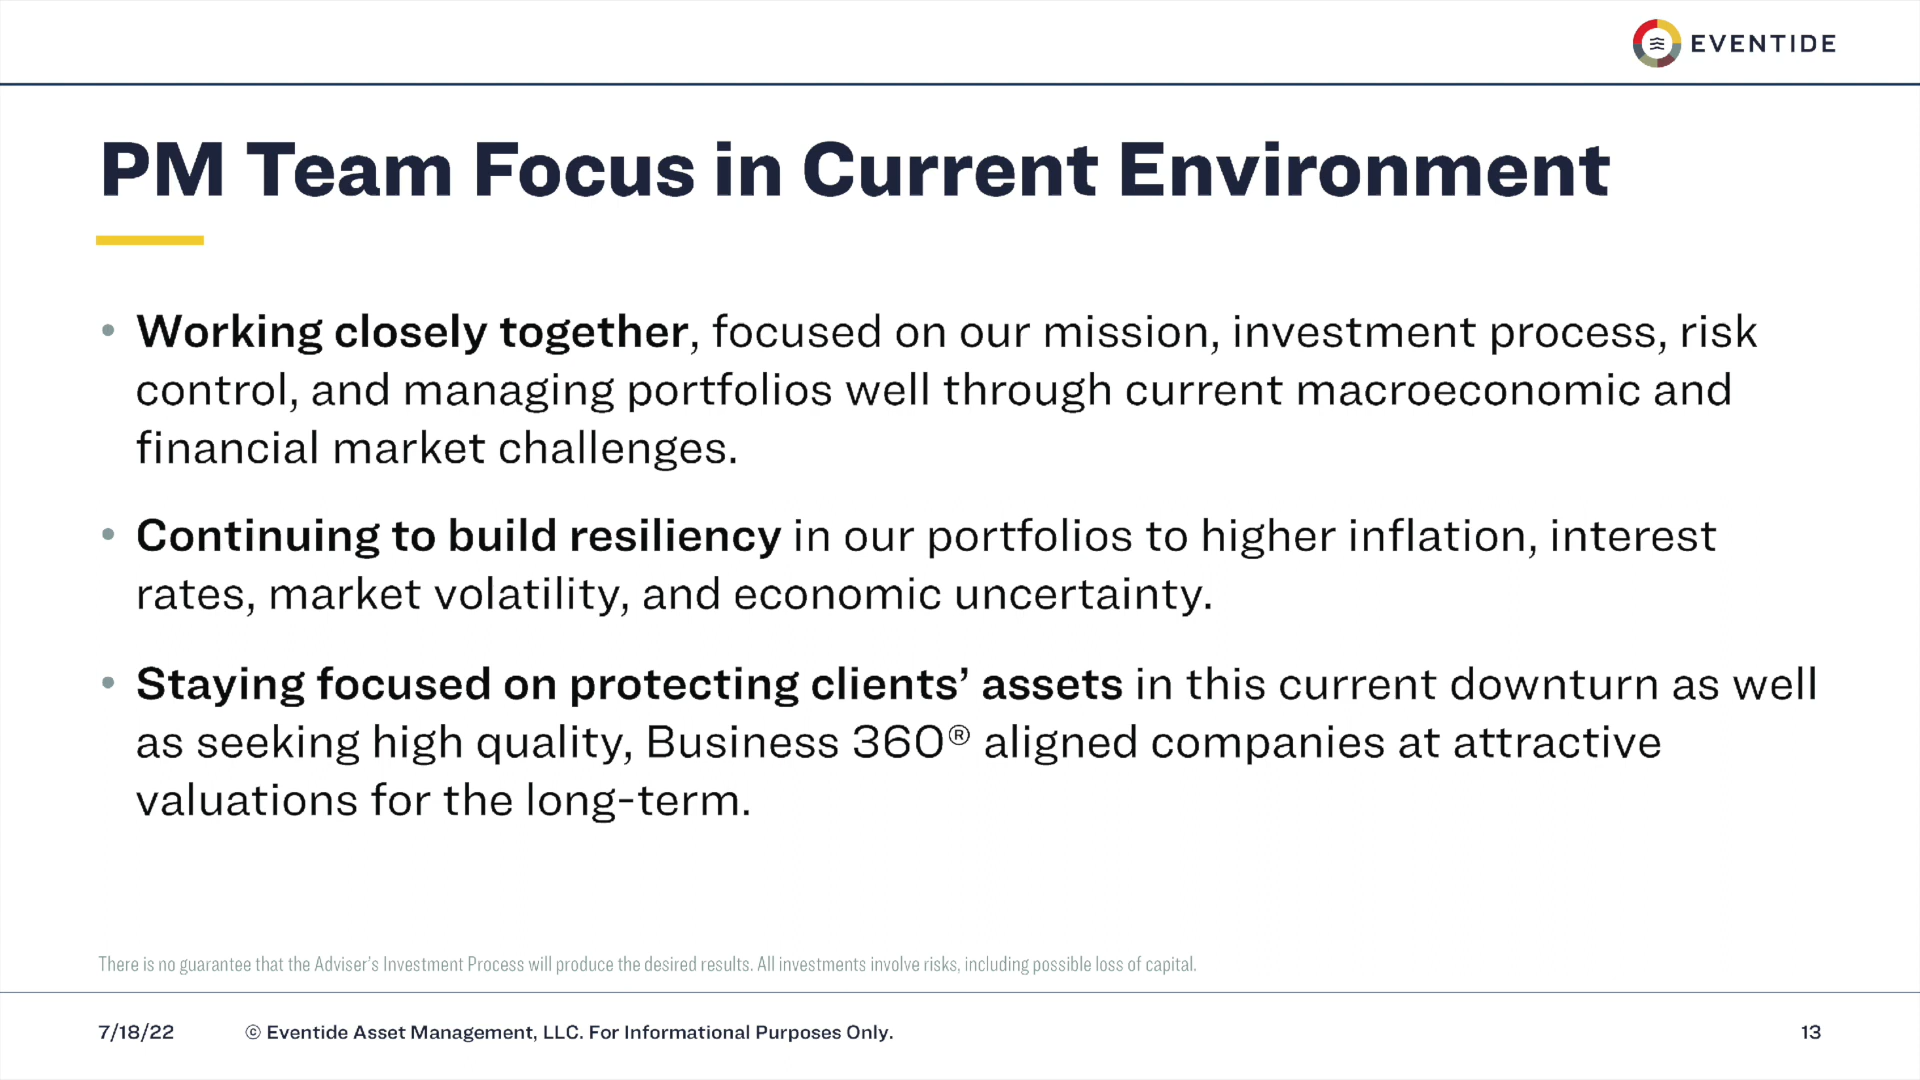 EVENTIDE
PM Team Focus in Current Environment
• Working closely together, focused on our mission, investment process, risk
control, and managing portfolios well through current macroeconomic and
financial market challenges.
• Continuing to build resiliency in our portfolios to higher inflation, interest
rates, market volatility, and economic uncertainty.
• Staying focused on protecting clients’ assets in this current downturn as well
as seeking high quality, Business 360® aligned companies at attractive
valuations for the long-term.
There is no guarantee that the Adviser’s Investment Process will produce the desired results. All investments involve risks, including possible loss of capital.
7/18/22 © Eventide Asset Management, LLC. For Informational Purposes Only. 13